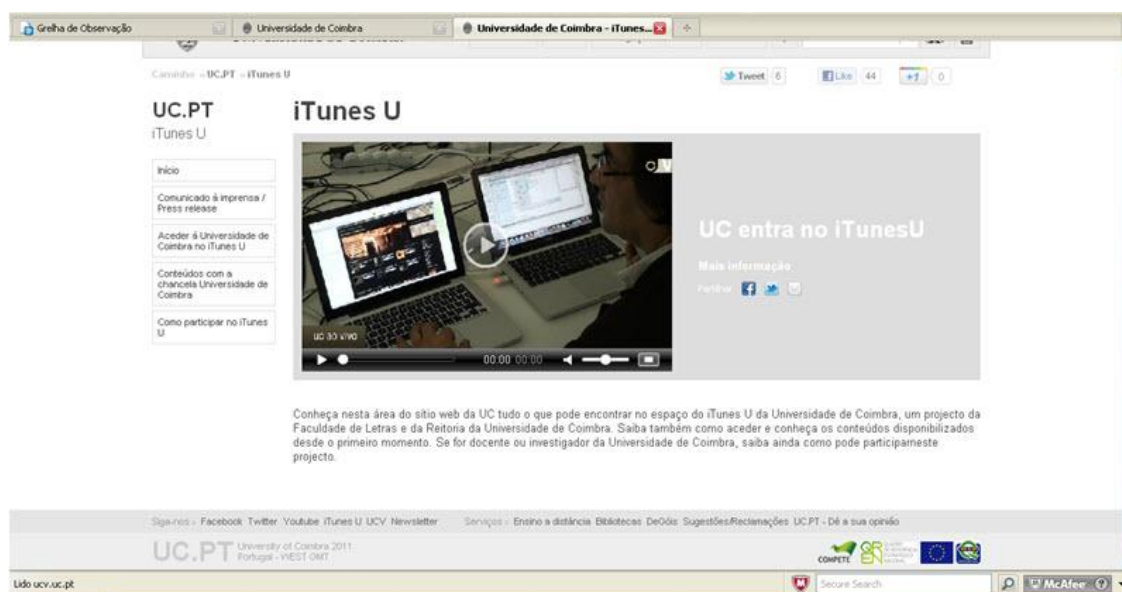 Grelha de Observação
Universidade de Coimbra
Universidade de Coimbra - iTunes...
Caminho » UC.PT » iTunes U
Tweet 6
Like 44
+1 0
UC.PT
iTunes U
iTunes U
Início
Comunicado à imprensa /
Press release
Aceder à Universidade de
Coimbra no iTunes U
Conteúdos com a
chancela Universidade de
Coimbra
Como participar no iTunes
U
UC entra no iTunesU
Mais informação
Partilhar
uc ao vivo
00:00 00:00
Conheça nesta área do sítio web da UC tudo o que pode encontrar no espaço do iTunes U da Universidade de Coimbra, um projecto da
Faculdade de Letras e da Reitoria da Universidade de Coimbra. Saiba também como aceder e conheça os conteúdos disponibilizados
desde o primeiro momento. Se for docente ou investigador da Universidade de Coimbra, saiba ainda como pode participarneste
projecto.
Siga-nos » Facebook Twitter Youtube iTunes U UCV Newsletter Serviços » Ensino a distância Bibliotecas DeGóis Sugestões/Reclamações UC.PT - Dê a sua opinião
UC.PT University of Coimbra 2011
Portugal - WEST GMT
COMPETE
Lido ucv.uc.pt
Secure Search
McAfee